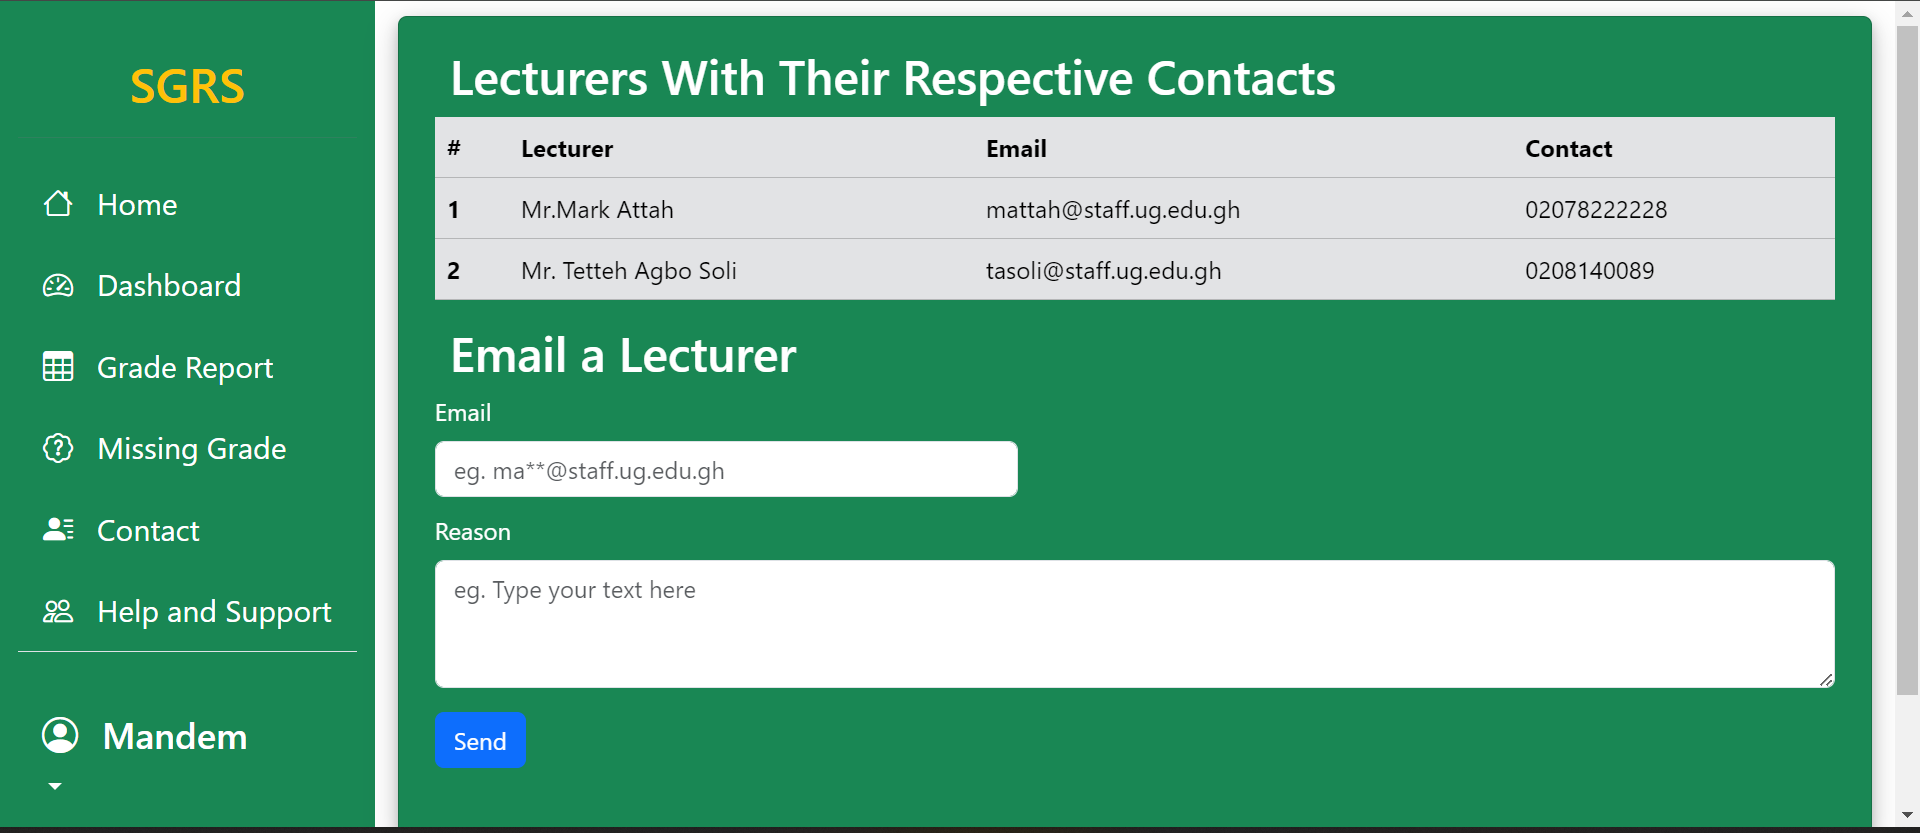 SGRS
Home
Dashboard
Grade Report
Missing Grade
Contact
Help and Support
Mandem
Lecturers With Their Respective Contacts
# Lecturer Email Contact
1 Mr.Mark Attah mattah@staff.ug.edu.gh 02078222228
2 Mr. Tetteh Agbo Soli tasoli@staff.ug.edu.gh 0208140089
Email a Lecturer
Email
eg. ma**@staff.ug.edu.gh
Reason
eg. Type your text here
Send